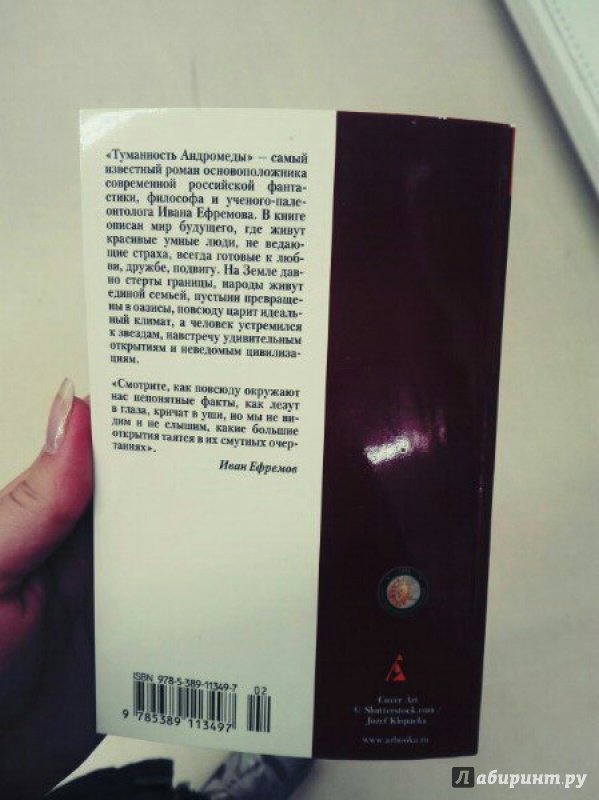 «Туманность Андромеды» — самый
известный роман основоположника
современной российской фанта-
стики, философа и ученого-пале-
онтолога Ивана Ефремова. В книге
описан мир будущего, где живут
красивые умные люди, не ведаю-
щие страха, всегда готовые к люб-
ви, дружбе, подвигу. На Земле дав-
но стерты границы, народы живут
единой семьей, пустыни превраще-
ны в оазисы, повсюду царит идеаль-
ный климат, а человек устремился
к звездам, навстречу удивительным
открытиям и неведомым цивилиза-
циям.
«Смотрите, как повсюду окружают
нас непонятные факты, как лезут
в глаза, кричат в уши, но мы не ви-
дим и не слышим, какие большие
открытия таятся в их смутных очер-
таниях».
Иван Ефремов
ISBN 978-5-389-11349-7
02
9 785389 113497
Cover Art
© Shutterstock.com /
Jozef Klopacka
www.azbooka.ru
Лабиринт.ру